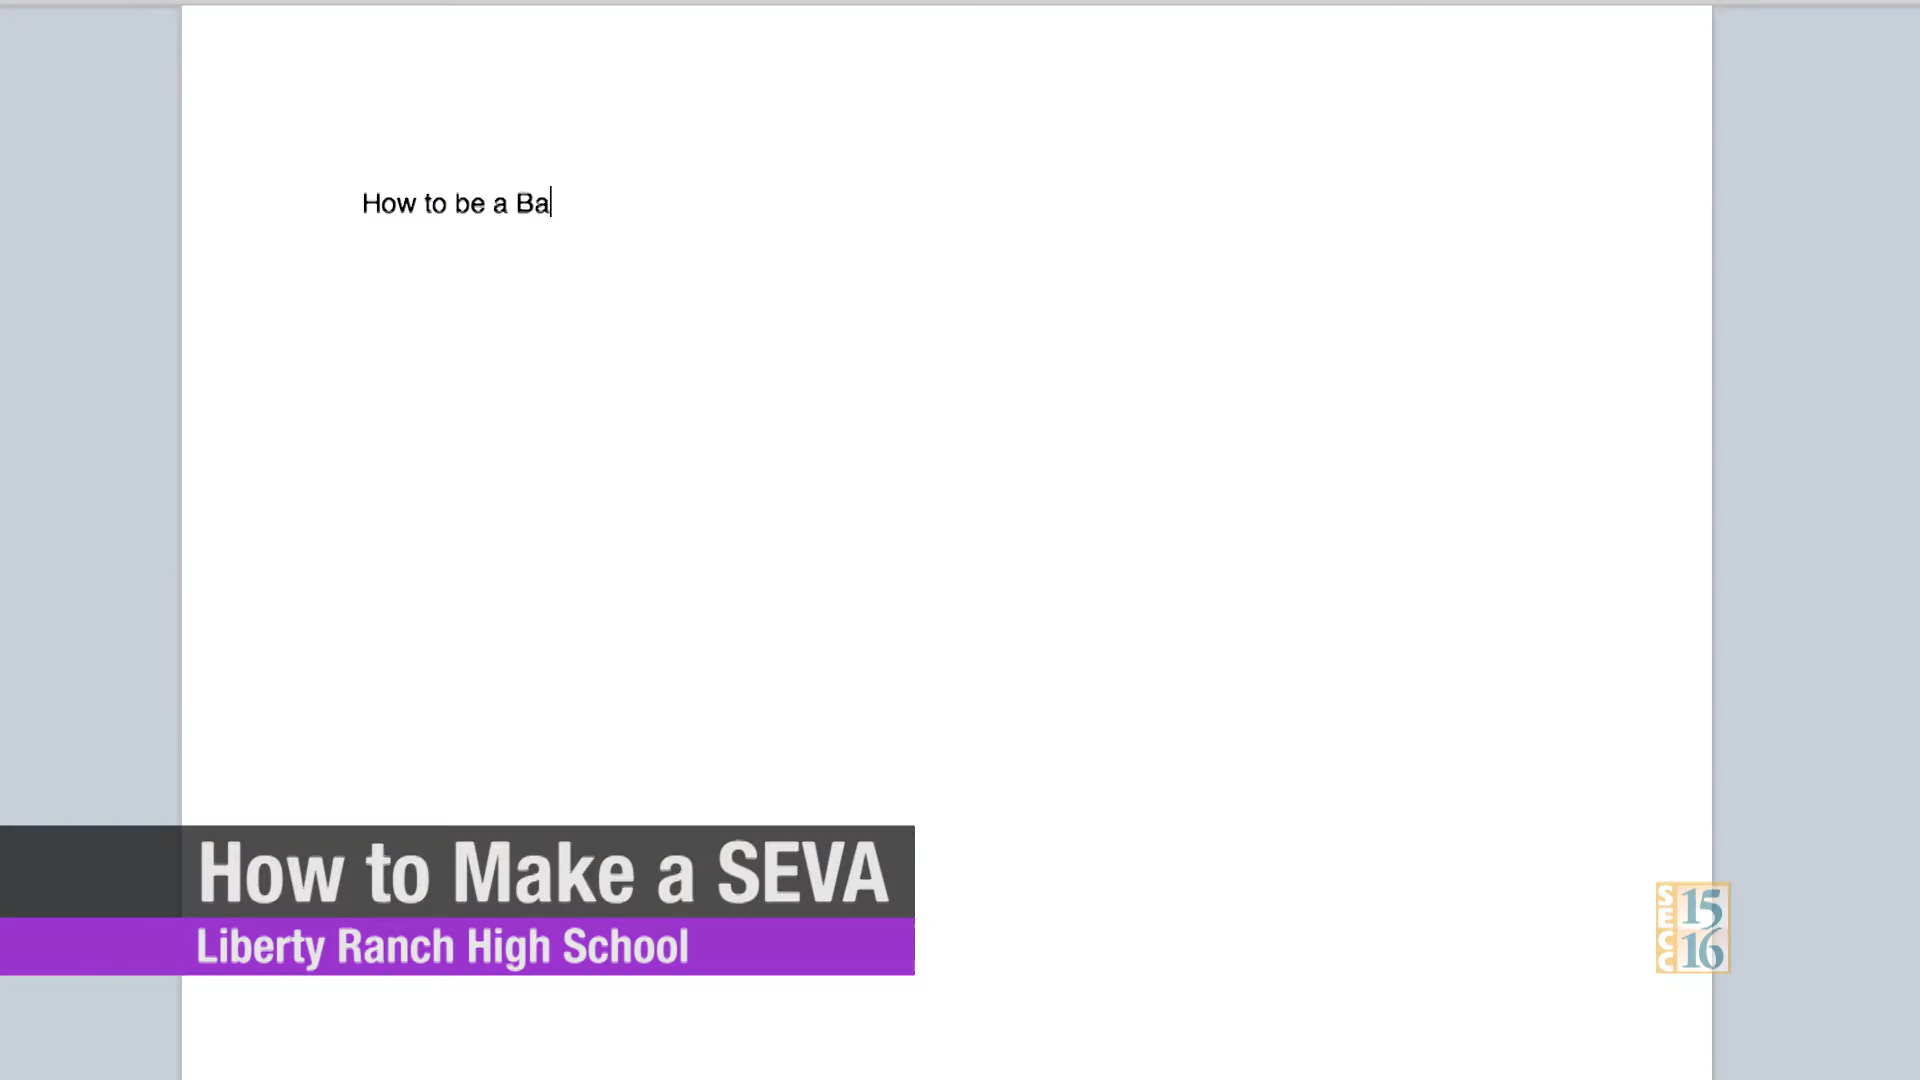 How to be a Ba
How to Make a SEVA
Liberty Ranch High School
SECC
15
16